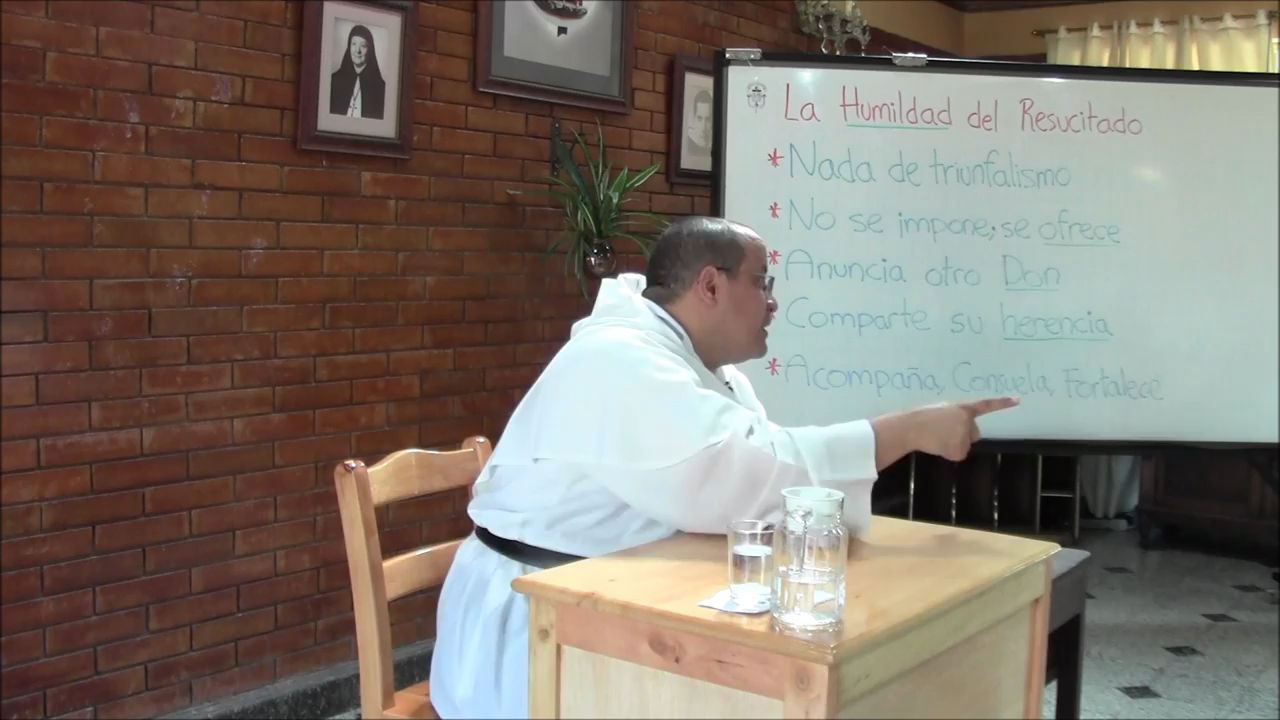 La Humildad del Resucitado
* Nada de triunfalismo
* No se impone; se ofrece
* Anuncia otro Don
* Comparte su herencia
* Acompaña, Consuela, Fortalece